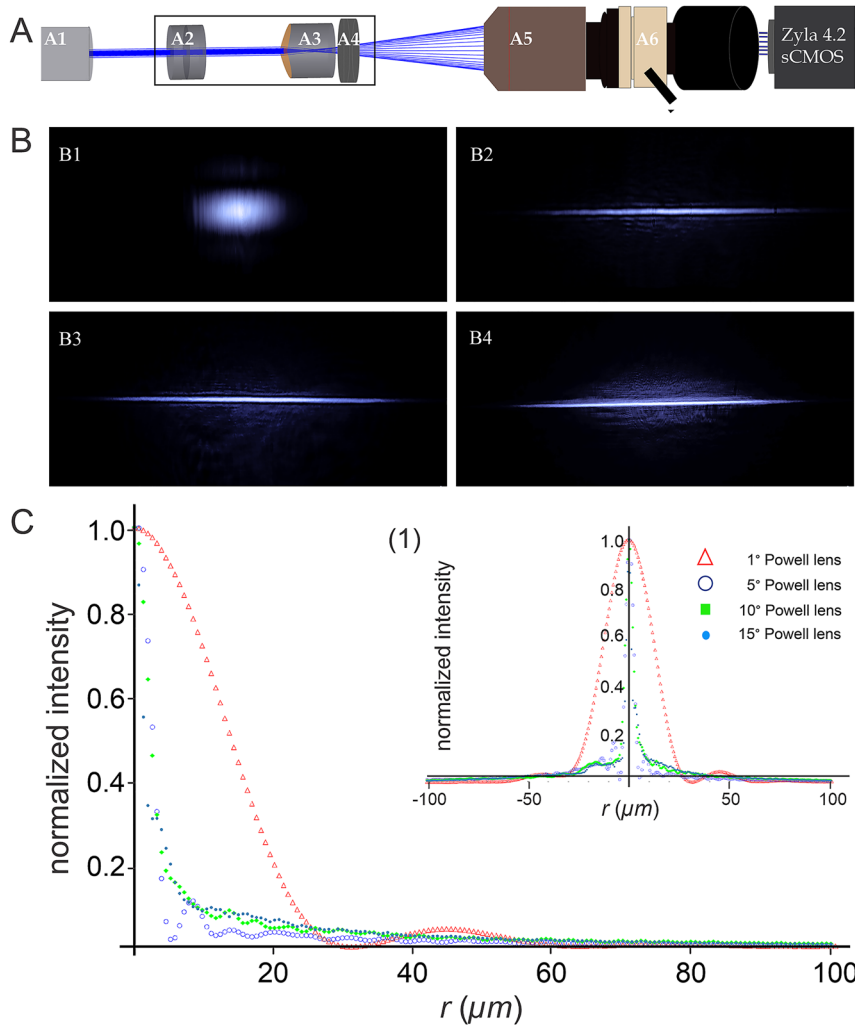 A
A1
A2
A3
A4
A5
A6
Zyla 4.2
sCMOS
B
B1
B2
B3
B4
C
(1)
1.0
0.8
0.6
0.4
0.2
20
40
60
80
100
normalized intensity
r (μm)
1.0
0.8
0.6
0.4
0.2
-100
-50
0
50
100
normalized intensity
r (μm)
1° Powell lens
5° Powell lens
10° Powell lens
15° Powell lens